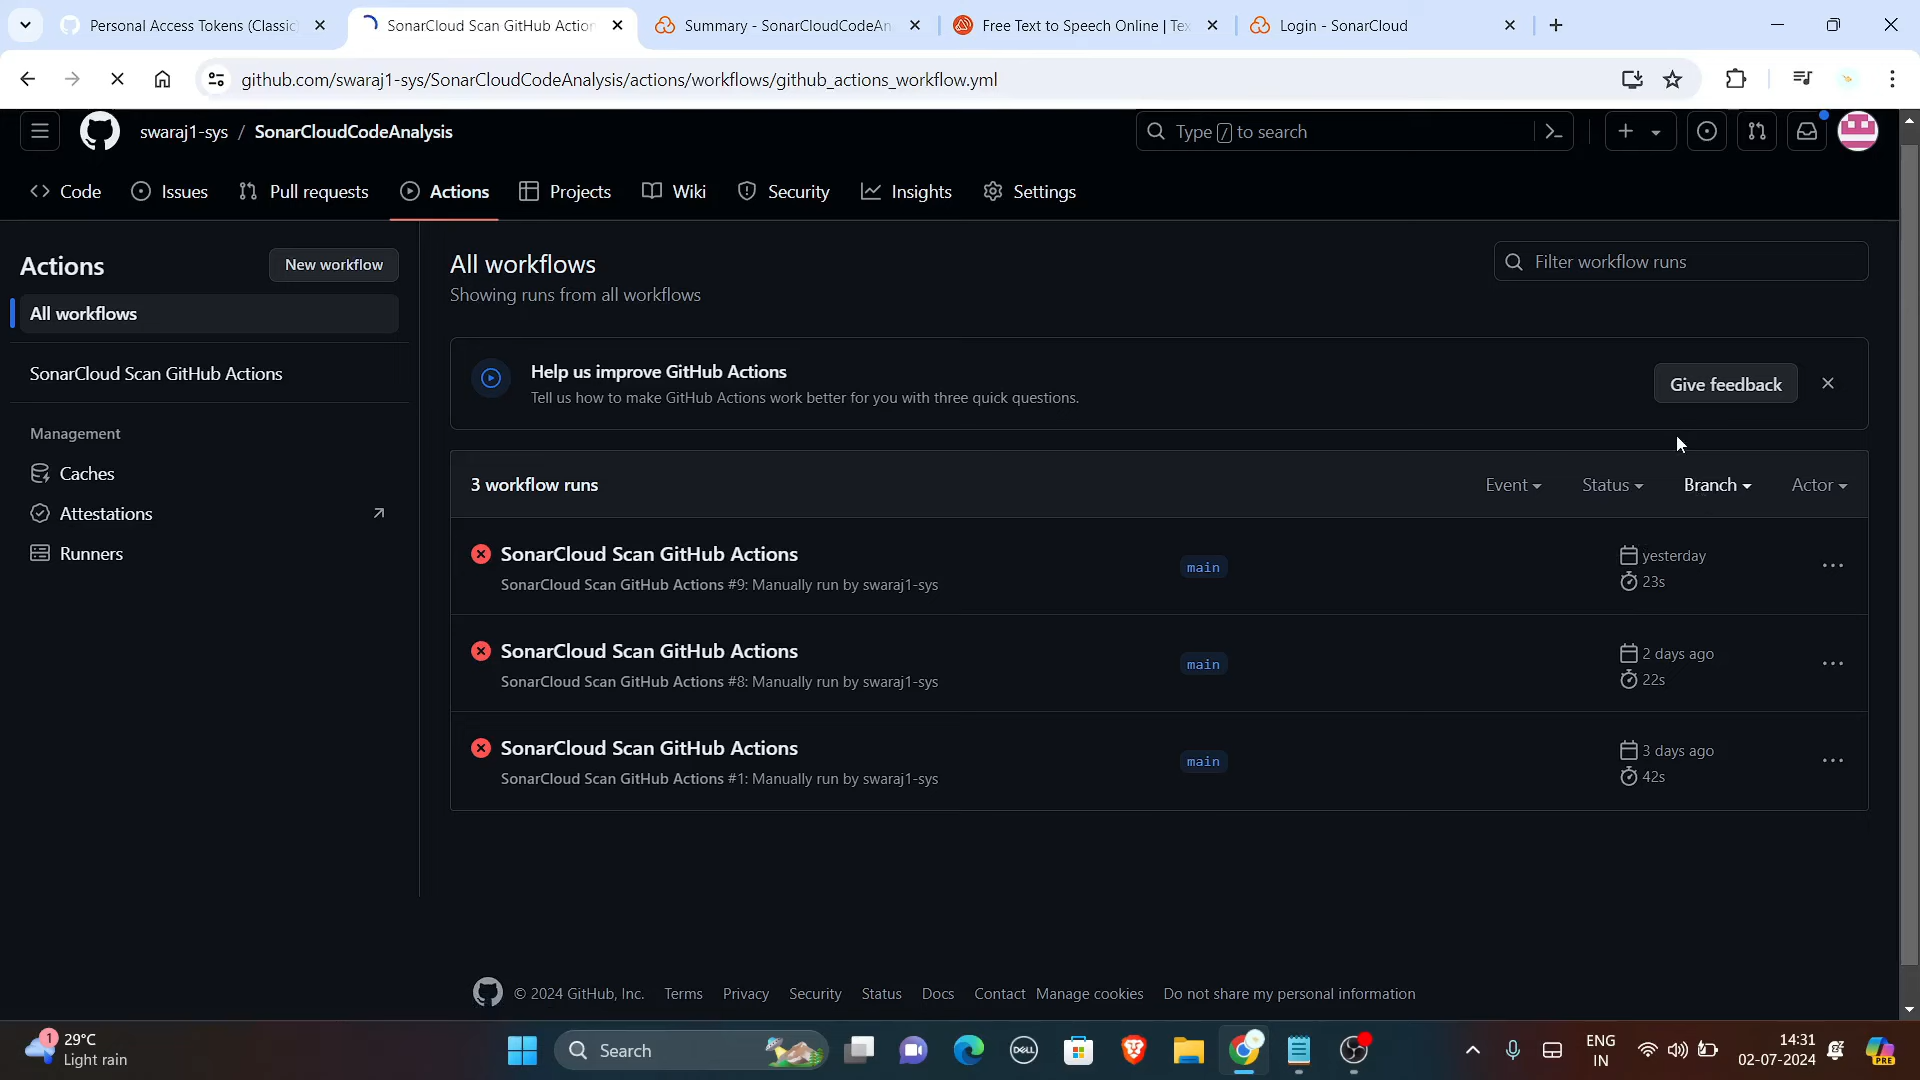 Personal Access Tokens (Classic
SonarCloud Scan GitHub Action
Summary - SonarCloudCodeAn
Free Text to Speech Online | Tex
Login - SonarCloud
github.com/swaraj1-sys/SonarCloudCodeAnalysis/actions/workflows/github_actions_workflow.yml
swaraj1-sys / SonarCloudCodeAnalysis
Type / to search
Code
Issues
Pull requests
Actions
Projects
Wiki
Security
Insights
Settings
Actions
New workflow
All workflows
SonarCloud Scan GitHub Actions
Management
Caches
Attestations
Runners
All workflows
Showing runs from all workflows
Filter workflow runs
Help us improve GitHub Actions
Tell us how to make GitHub Actions work better for you with three quick questions.
Give feedback
3 workflow runs
Event
Status
Branch
Actor
SonarCloud Scan GitHub Actions
SonarCloud Scan GitHub Actions #9: Manually run by swaraj1-sys
main
yesterday
23s
SonarCloud Scan GitHub Actions
SonarCloud Scan GitHub Actions #8: Manually run by swaraj1-sys
main
2 days ago
22s
SonarCloud Scan GitHub Actions
SonarCloud Scan GitHub Actions #1: Manually run by swaraj1-sys
main
3 days ago
42s
© 2024 GitHub, Inc.
Terms
Privacy
Security
Status
Docs
Contact
Manage cookies
Do not share my personal information
1
29°C
Light rain
Search
DELL
ENG
IN
14:31
02-07-2024
PRE